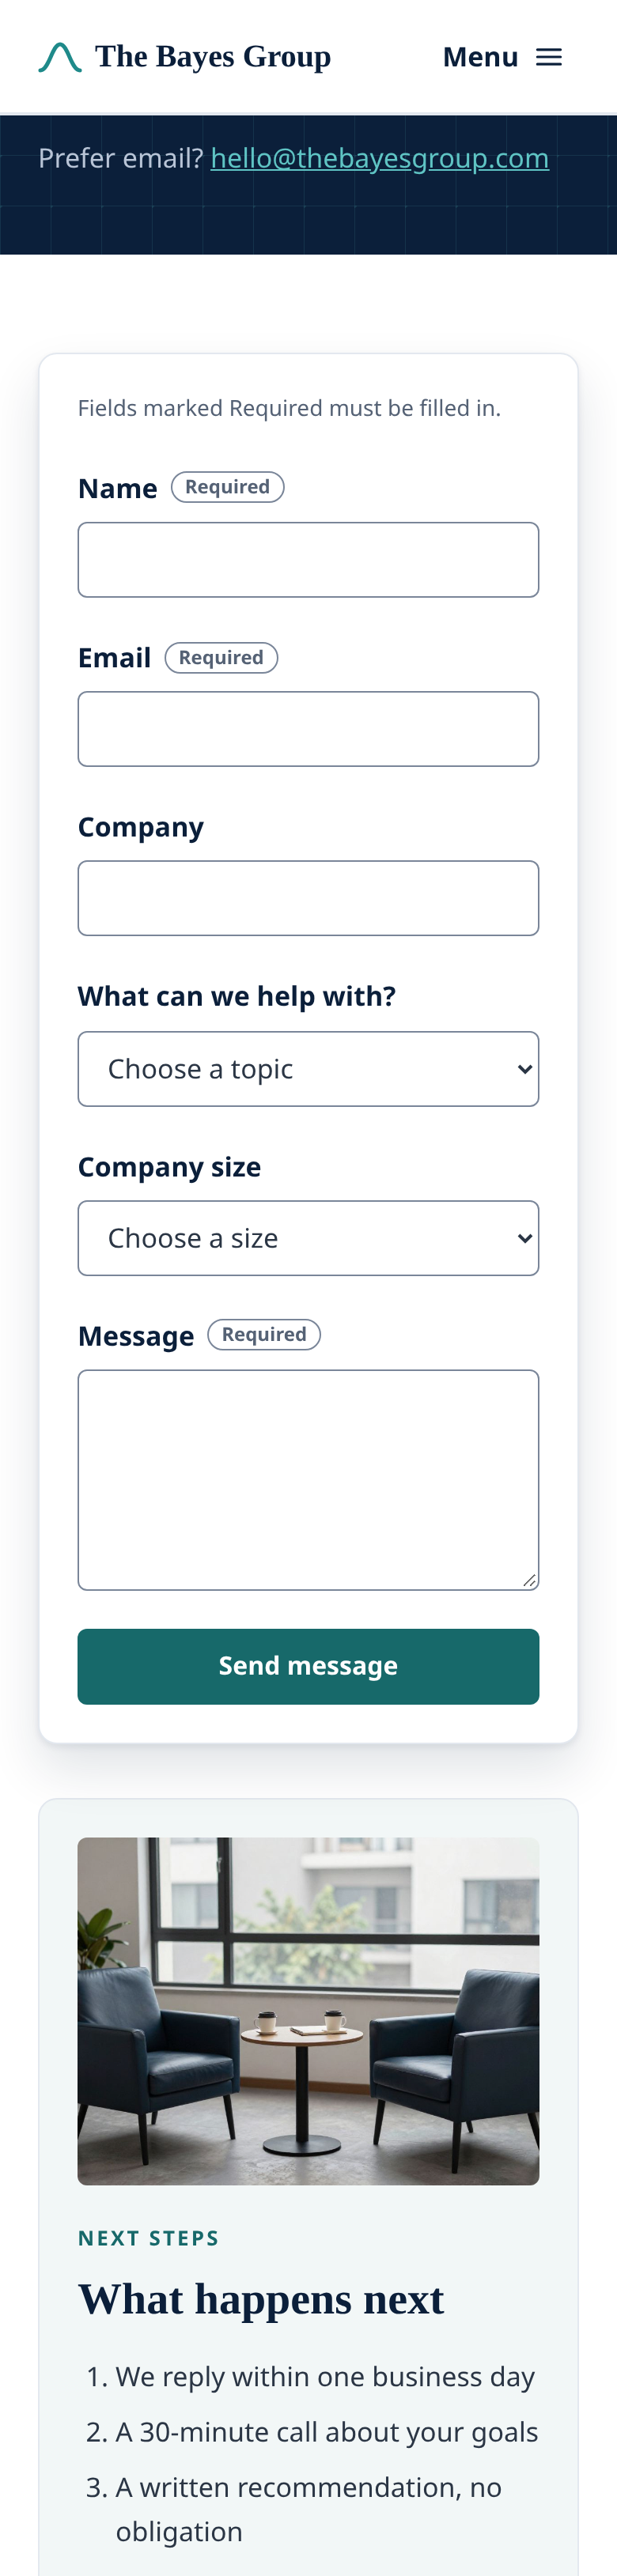 The Bayes Group
Menu
Prefer email? hello@thebayesgroup.com
Fields marked Required must be filled in.
Name Required
Email Required
Company
What can we help with?
Choose a topic
Company size
Choose a size
Message Required
Send message
NEXT STEPS
What happens next
1. We reply within one business day
2. A 30-minute call about your goals
3. A written recommendation, no
obligation